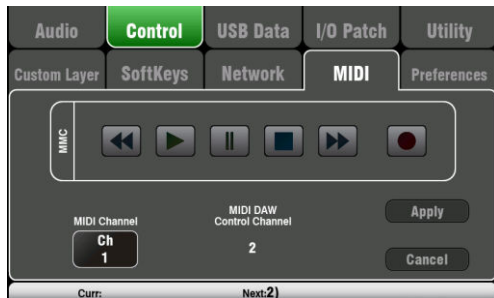 Audio Control USB Data I/O Patch Utility
Custom Layer SoftKeys Network MIDI Preferences
MMC
MIDI Channel
Ch
1
MIDI DAW
Control Channel
2
Apply
Cancel
Curr: Next:2)